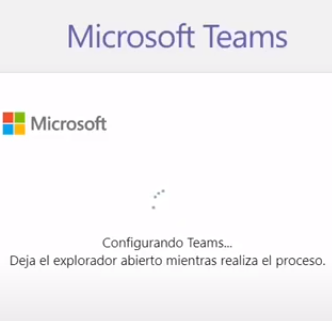 Microsoft Teams
Microsoft
Configurando Teams...
Deja el explorador abierto mientras realiza el proceso.